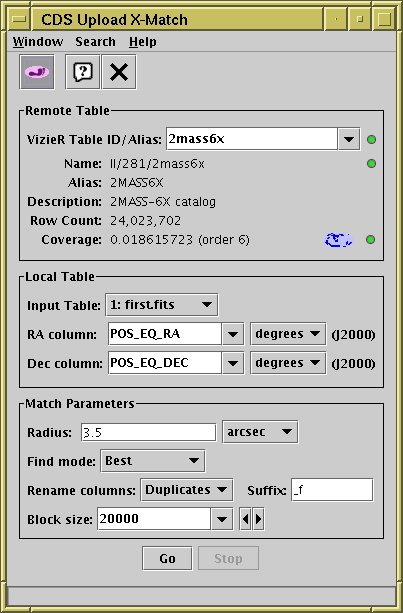 CDS Upload X-Match
Window Search Help
Remote Table
VizieR Table ID/Alias: 2mass6x
Name: II/281/2mass6x
Alias: 2MASS6X
Description: 2MASS-6X catalog
Row Count: 24,023,702
Coverage: 0.018615723 (order 6)
Local Table
Input Table: 1: first.fits
RA column: POS_EQ_RA degrees (J2000)
Dec column: POS_EQ_DEC degrees (J2000)
Match Parameters
Radius: 3.5 arcsec
Find mode: Best
Rename columns: Duplicates Suffix: _f
Block size: 20000
Go Stop